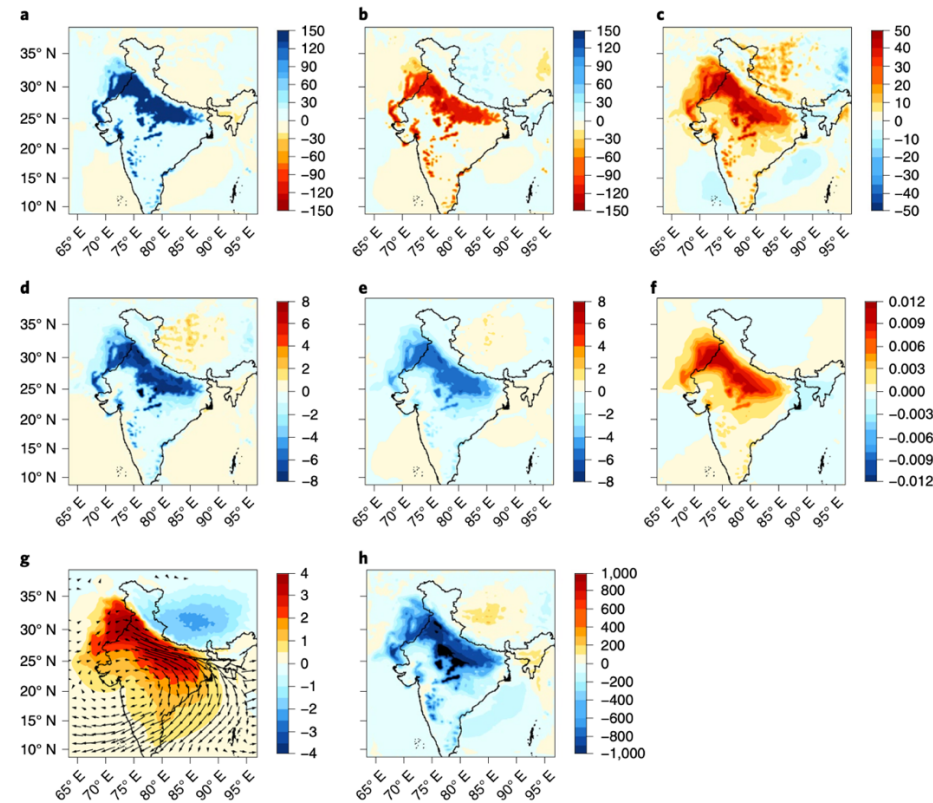 a
35° N
30° N
25° N
20° N
15° N
10° N
65° E
70° E
75° E
80° E
85° E
90° E
95° E
150
120
90
60
30
0
−30
−60
−90
−120
−150
b
65° E
70° E
75° E
80° E
85° E
90° E
95° E
150
120
90
60
30
0
−30
−60
−90
−120
−150
c
65° E
70° E
75° E
80° E
85° E
90° E
95° E
50
40
30
20
10
0
−10
−20
−30
−40
−50
d
35° N
30° N
25° N
20° N
15° N
10° N
65° E
70° E
75° E
80° E
85° E
90° E
95° E
8
6
4
2
0
−2
−4
−6
−8
e
65° E
70° E
75° E
80° E
85° E
90° E
95° E
8
6
4
2
0
−2
−4
−6
−8
f
65° E
70° E
75° E
80° E
85° E
90° E
95° E
0.012
0.009
0.006
0.003
0.000
−0.003
−0.006
−0.009
−0.012
g
35° N
30° N
25° N
20° N
15° N
10° N
65° E
70° E
75° E
80° E
85° E
90° E
95° E
4
3
2
1
0
−1
−2
−3
−4
h
65° E
70° E
75° E
80° E
85° E
90° E
95° E
1,000
800
600
400
200
0
−200
−400
−600
−800
−1,000